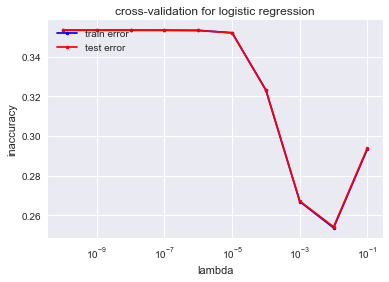 cross-validation for logistic regression
train error
test error
inaccuracy
0.34
0.32
0.30
0.28
0.26
10⁻⁹
10⁻⁷
10⁻⁵
10⁻³
10⁻¹
lambda